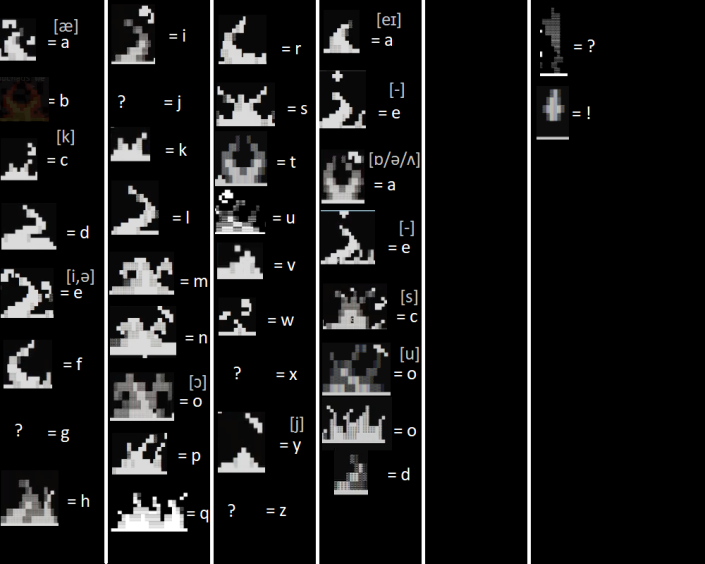 [æ]
= a
= b
[k]
= c
= d
[i,ə]
= e
= f
? = g
= h
= i
? = j
= k
= l
= m
= n
[ɔ]
= o
= p
= q
= r
= s
= t
= u
= v
= w
? = x
[j]
= y
? = z
[eɪ]
= a
[-]
= e
[ɒ/ə/ʌ]
= a
[-]
= e
[s]
= c
[u]
= o
= o
= d
= ?
= !